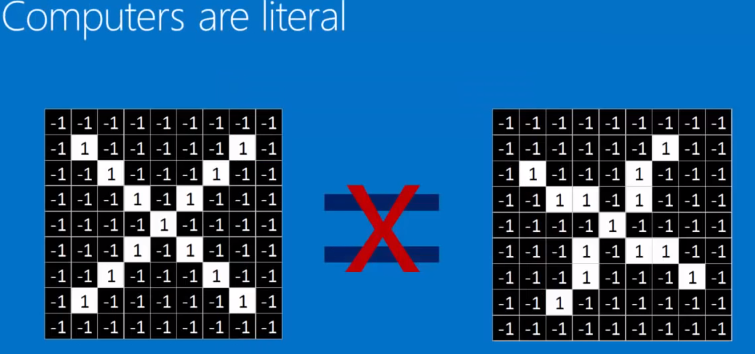 Computers are literal
-1 -1 -1 -1 -1 -1 -1 -1 -1
-1 1 -1 -1 -1 -1 -1 1 -1
-1 -1 1 -1 -1 -1 1 -1 -1
-1 -1 -1 1 -1 1 -1 -1 -1
-1 -1 -1 -1 1 -1 -1 -1 -1
-1 -1 -1 1 -1 1 -1 -1 -1
-1 -1 1 -1 -1 -1 1 -1 -1
-1 1 -1 -1 -1 -1 -1 1 -1
-1 -1 -1 -1 -1 -1 -1 -1 -1
-1 -1 -1 -1 -1 -1 -1 -1 -1
-1 -1 -1 -1 -1 -1 1 -1 -1
-1 1 -1 -1 -1 1 -1 -1 -1
-1 -1 1 1 -1 1 -1 -1 -1
-1 -1 -1 -1 1 -1 -1 -1 -1
-1 -1 -1 1 -1 1 1 -1 -1
-1 -1 -1 1 -1 -1 -1 1 -1
-1 -1 1 -1 -1 -1 -1 -1 -1
-1 -1 -1 -1 -1 -1 -1 -1 -1